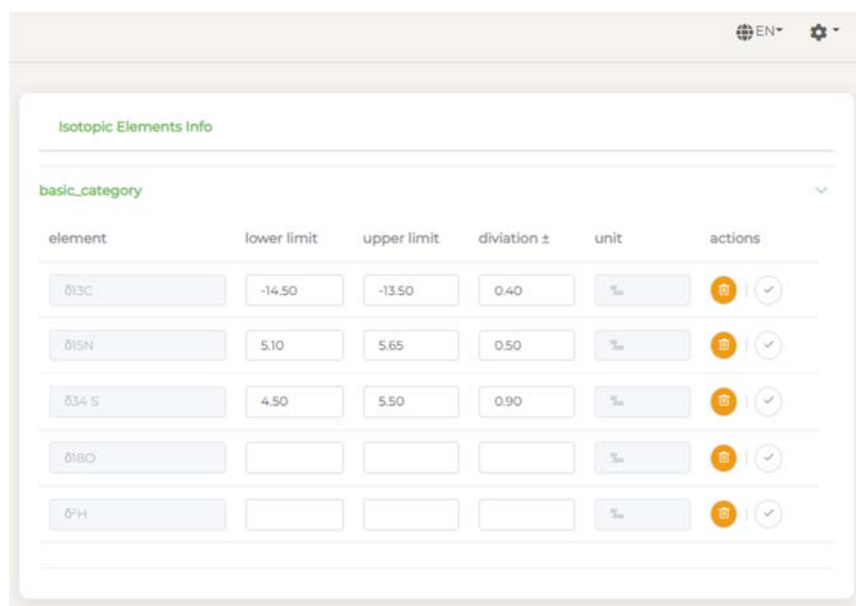 EN
Isotopic Elements Info
basic_category
element lower limit upper limit diviation ± unit actions
δ13C -14.50 -13.50 0.40 ‰
δ15N 5.10 5.65 0.50 ‰
δ34 S 4.50 5.50 0.90 ‰
δ18O ‰
δ²H ‰